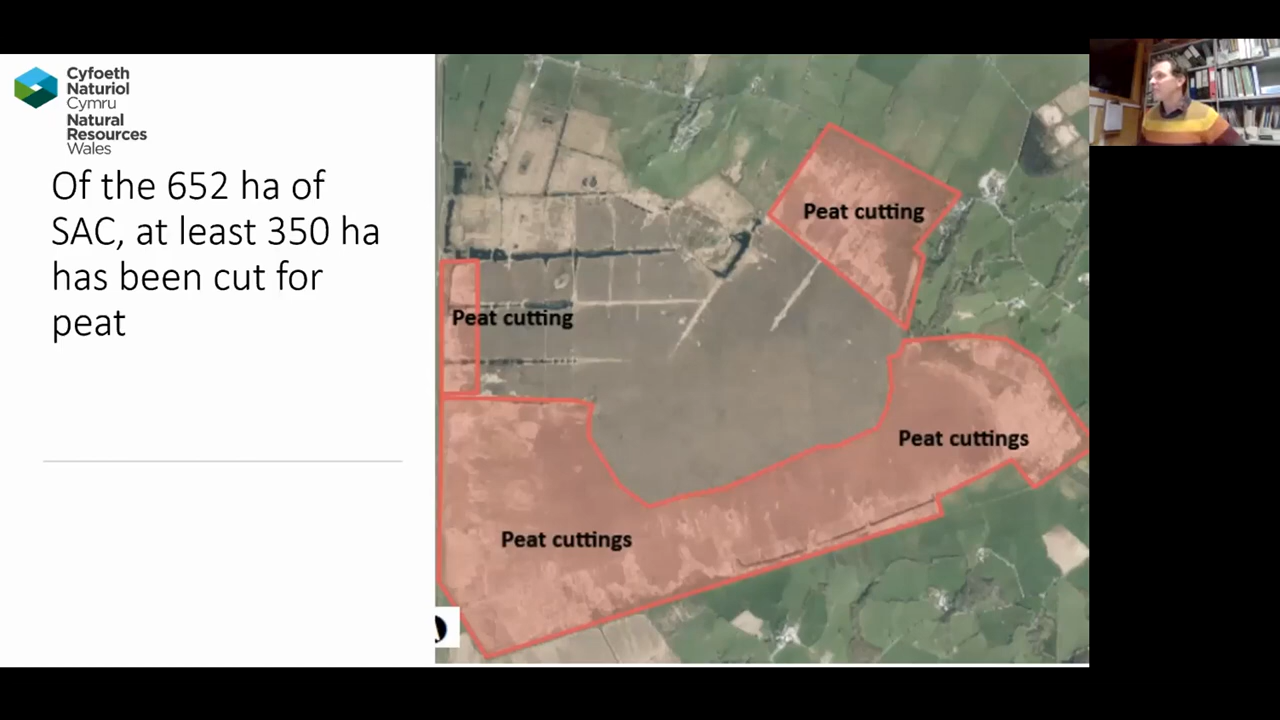 Cyfoeth
Naturiol
Cymru
Natural
Resources
Wales
Of the 652 ha of
SAC, at least 350 ha
has been cut for
peat
Peat cutting
Peat cutting
Peat cuttings
Peat cuttings